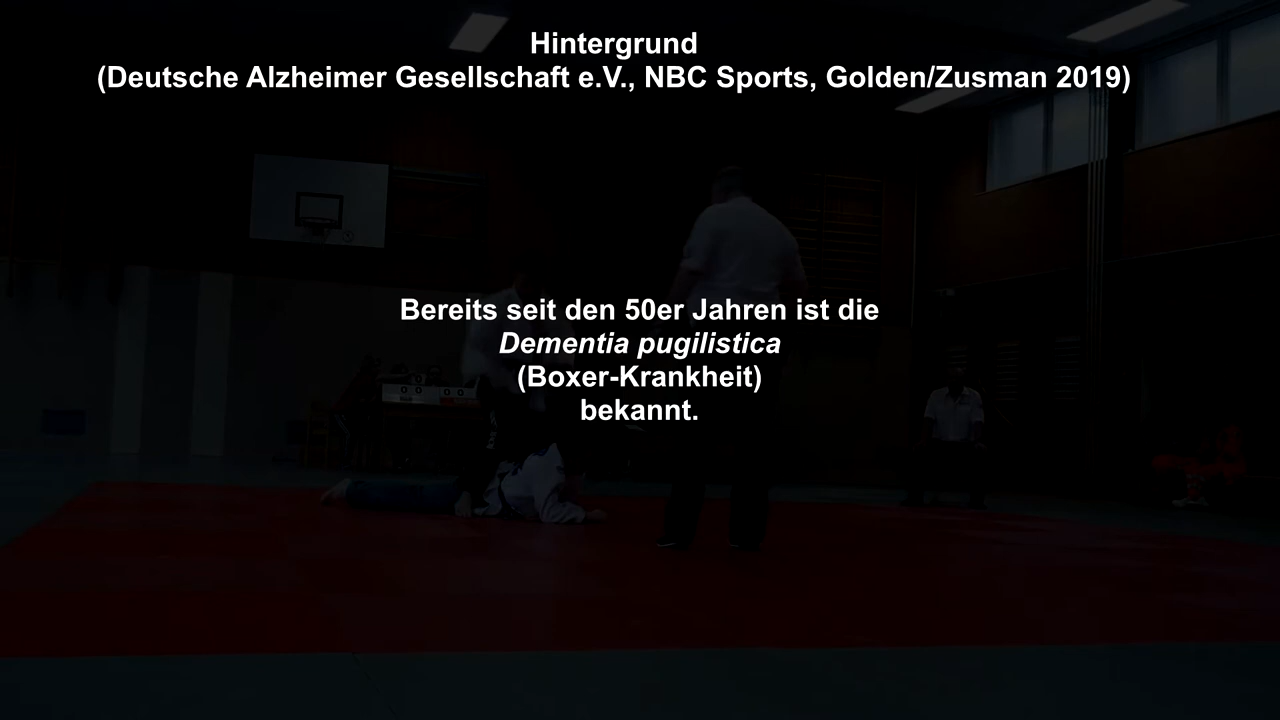 Hintergrund
(Deutsche Alzheimer Gesellschaft e.V., NBC Sports, Golden/Zusman 2019)
Bereits seit den 50er Jahren ist die
Dementia pugilistica
(Boxer-Krankheit)
bekannt.